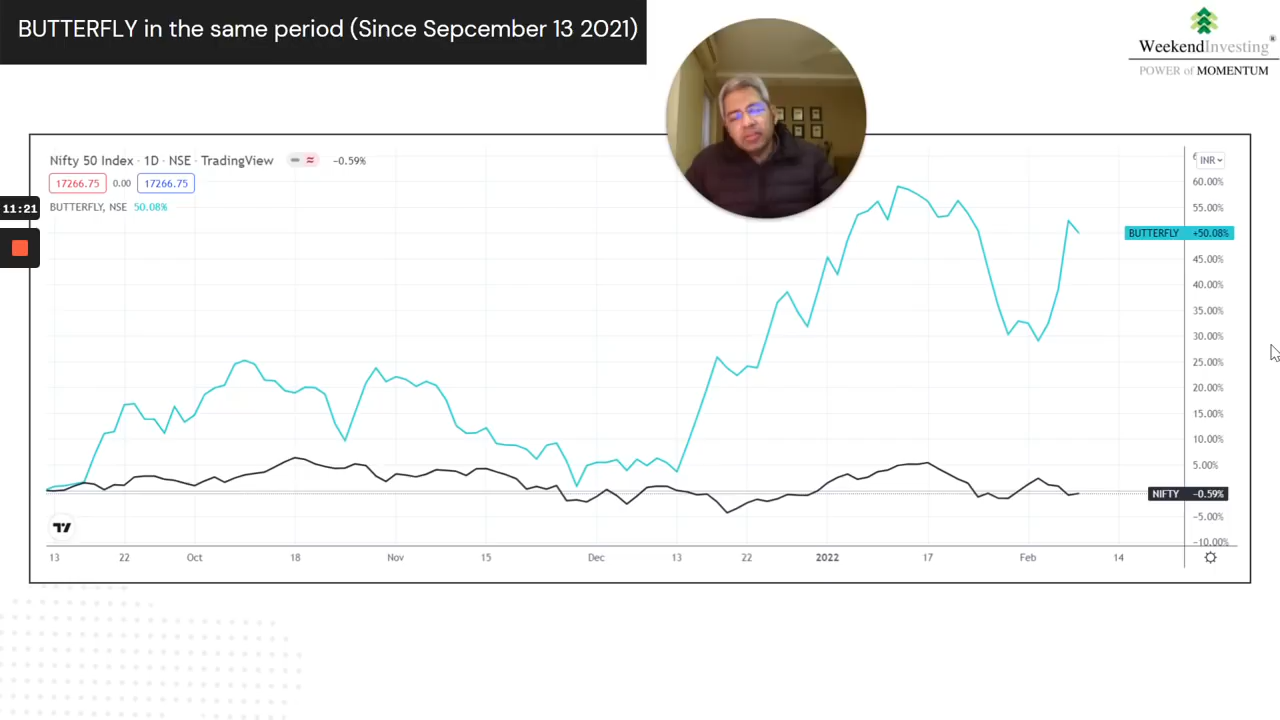 BUTTERFLY in the same period (Since Sepcember 13 2021)
WeekendInvesting®
POWER of MOMENTUM
Nifty 50 Index · 1D · NSE · TradingView −0.59%
17266.75 0.00 17266.75
BUTTERFLY, NSE 50.08%
11:21
INR
60.00%
55.00%
BUTTERFLY +50.08%
45.00%
40.00%
35.00%
30.00%
25.00%
20.00%
15.00%
10.00%
5.00%
NIFTY −0.59%
−5.00%
−10.00%
13 22 Oct 18 Nov 15 Dec 13 22 2022 17 Feb 14